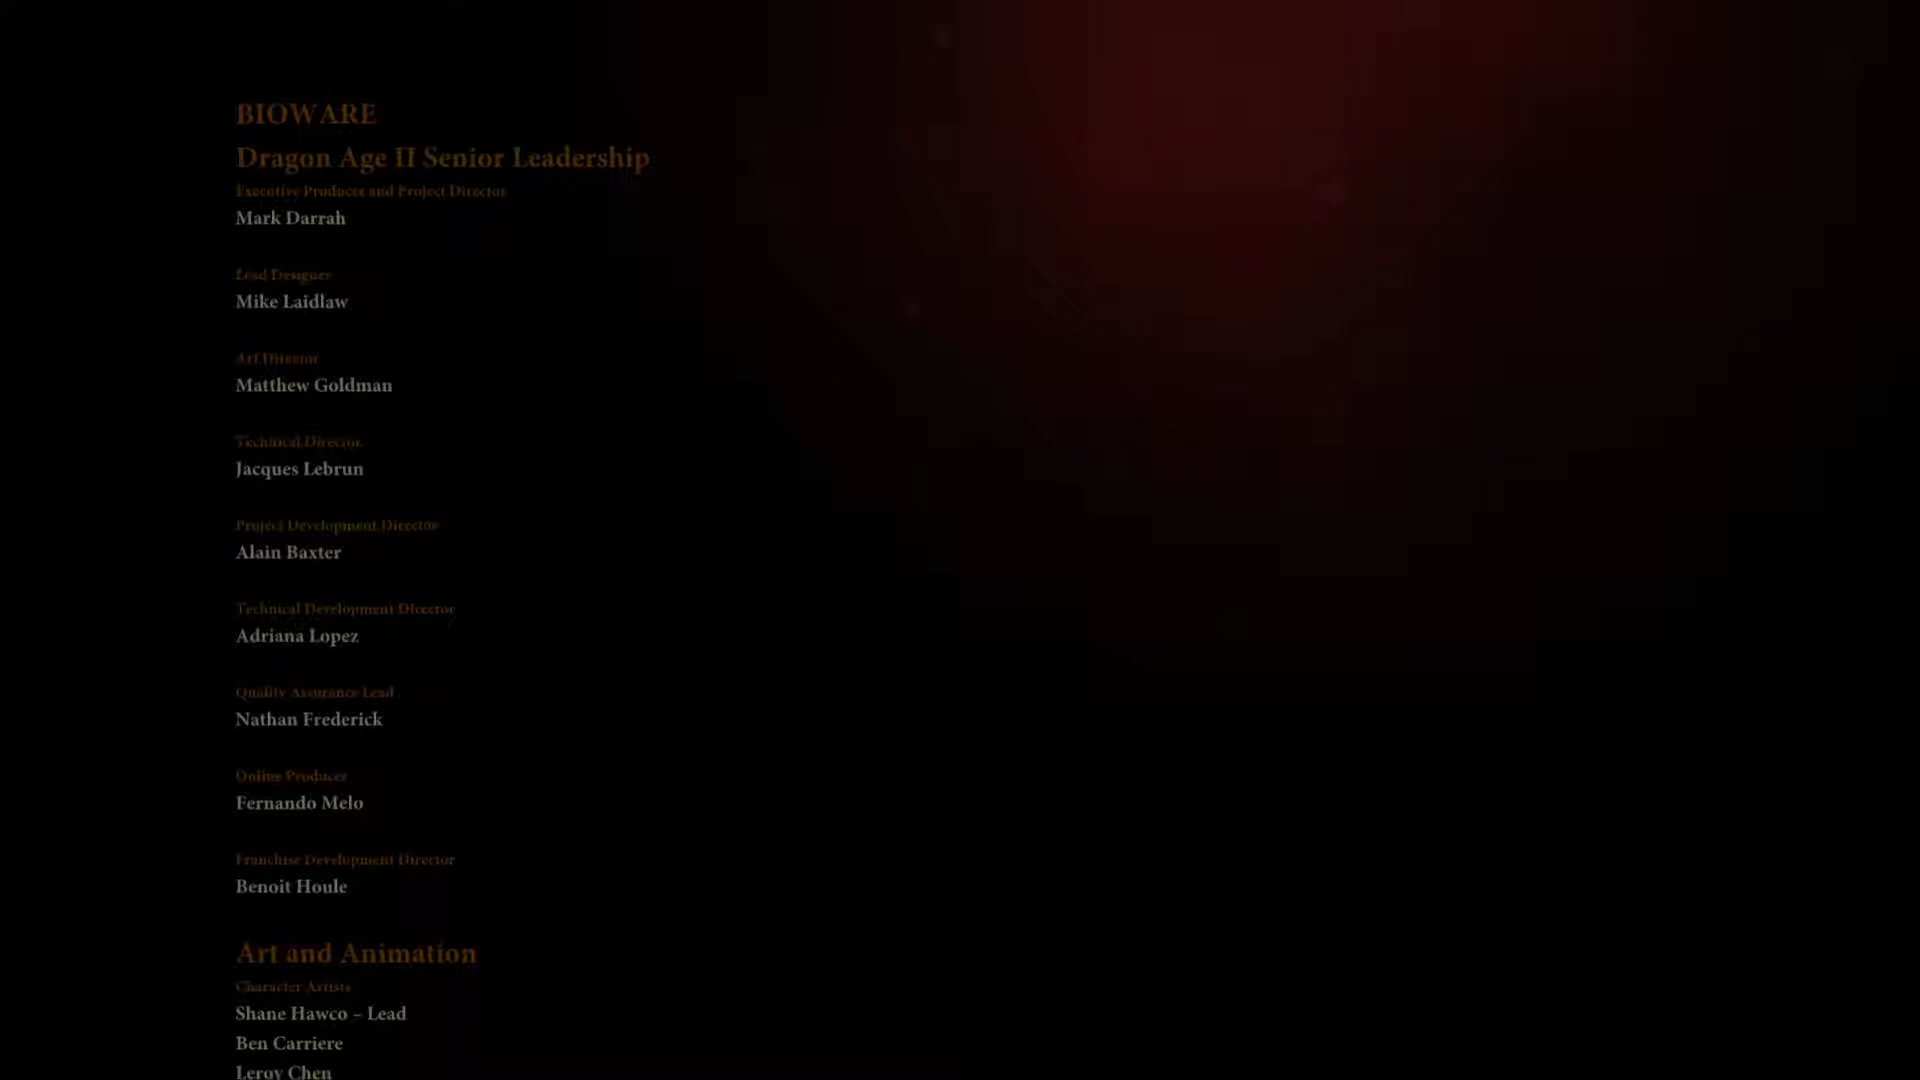 BIOWARE
Dragon Age II Senior Leadership
Executive Producer and Project Director
Mark Darrah
Lead Designer
Mike Laidlaw
Art Director
Matthew Goldman
Technical Director
Jacques Lebrun
Project Development Director
Alain Baxter
Technical Development Director
Adriana Lopez
Quality Assurance Lead
Nathan Frederick
Online Producer
Fernando Melo
Franchise Development Director
Benoit Houle
Art and Animation
Character Artists
Shane Hawco – Lead
Ben Carriere
Leroy Chen